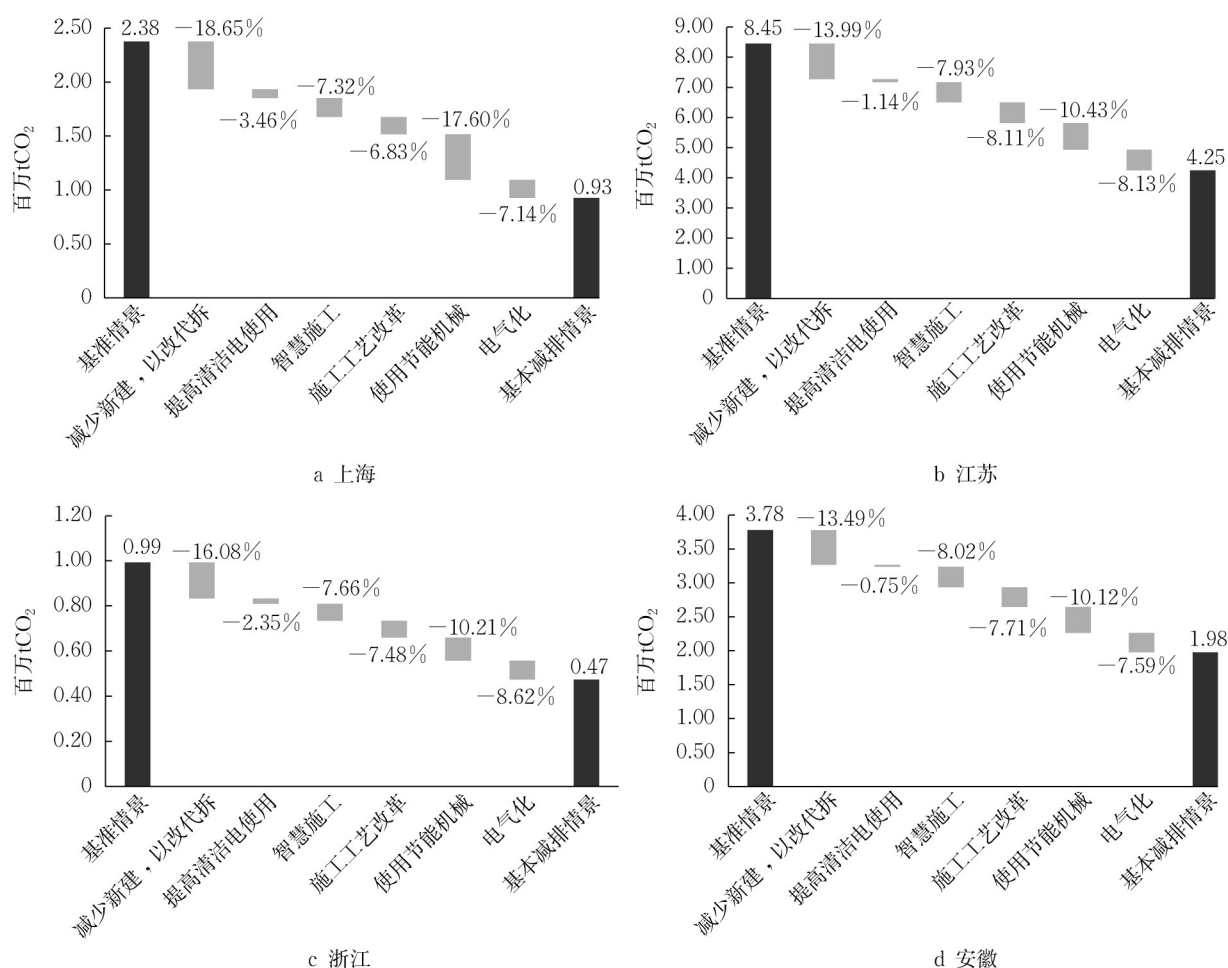 2.50
2.00
1.50
1.00
0.50
0
百万tCO₂
2.38
－18.65%
－3.46%
－7.32%
－6.83%
－17.60%
－7.14%
0.93
基准情景
减少新建，以改代拆
提高清洁电使用
智慧施工
施工工艺改革
使用节能机械
电气化
基本减排情景
a 上海
9.00
8.00
7.00
6.00
5.00
4.00
3.00
2.00
1.00
0
百万tCO₂
8.45
－13.99%
－1.14%
－7.93%
－8.11%
－10.43%
－8.13%
4.25
基准情景
减少新建，以改代拆
提高清洁电使用
智慧施工
施工工艺改革
使用节能机械
电气化
基本减排情景
b 江苏
1.20
1.00
0.80
0.60
0.40
0.20
0
百万tCO₂
0.99
－16.08%
－2.35%
－7.66%
－7.48%
－10.21%
－8.62%
0.47
基准情景
减少新建，以改代拆
提高清洁电使用
智慧施工
施工工艺改革
使用节能机械
电气化
基本减排情景
c 浙江
4.00
3.50
3.00
2.50
2.00
1.50
1.00
0.50
0
百万tCO₂
3.78
－13.49%
－0.75%
－8.02%
－7.71%
－10.12%
－7.59%
1.98
基准情景
减少新建，以改代拆
提高清洁电使用
智慧施工
施工工艺改革
使用节能机械
电气化
基本减排情景
d 安徽